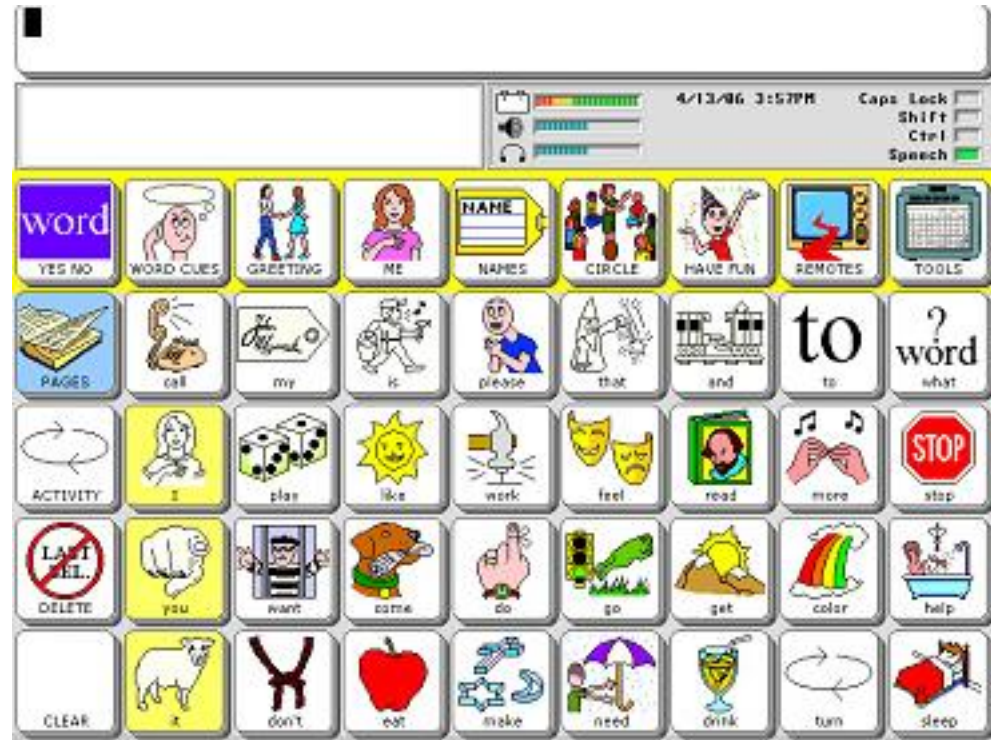 4/13/06 3:57PM Caps Lock
Shift
Ctrl
Speech
word NAME
YES NO WORD CUES GREETING ME NAMES CIRCLE HAVE FUN REMOTES TOOLS
to ? word
PAGES call my is please that and to what
STOP
ACTIVITY I play like work feel read more stop
LAST
DELETE you want come do go get color help
CLEAR it don't eat make need drink turn sleep